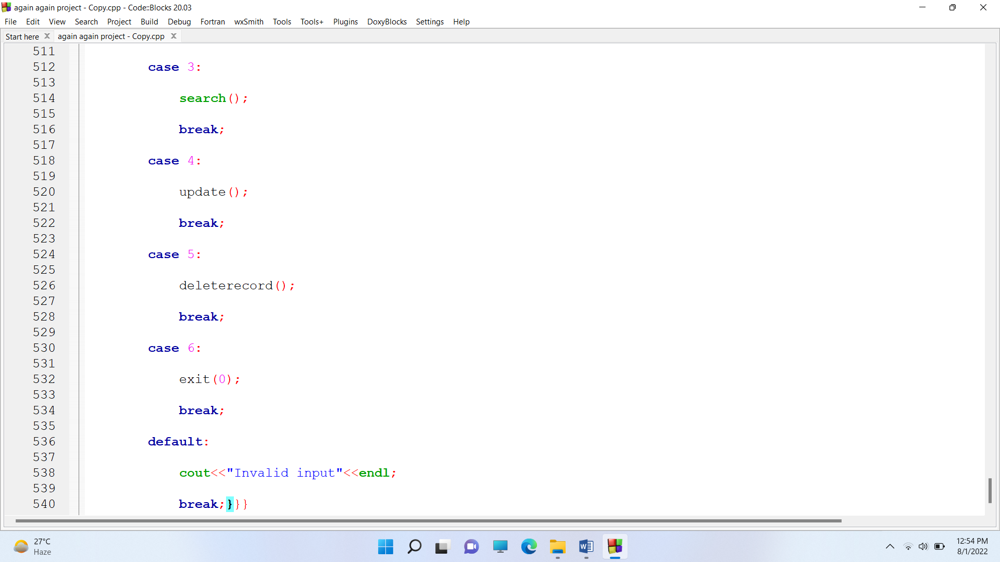 again again project - Copy.cpp - Code::Blocks 20.03
File Edit View Search Project Build Debug Fortran wxSmith Tools Tools+ Plugins DoxyBlocks Settings Help
Start here again again project - Copy.cpp
511
512 case 3:
513
514 search();
515
516 break;
517
518 case 4:
519
520 update();
521
522 break;
523
524 case 5:
525
526 deleterecord();
527
528 break;
529
530 case 6:
531
532 exit(0);
533
534 break;
535
536 default:
537
538 cout<<"Invalid input"<<endl;
539
540 break;}}}
27°C
Haze
12:54 PM
8/1/2022